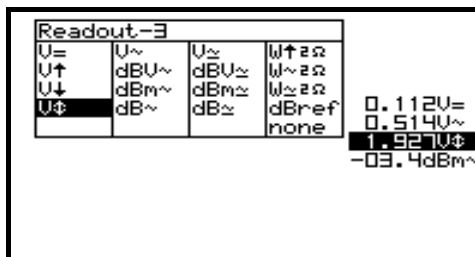 Readout-3
V= V~ V≃ W↑2Ω
V↑ dBV~ dBV≃ W~2Ω
V↓ dBm~ dBm≃ W≃2Ω
V⇕ dB~ dB≃ dBref
none
0.112V=
0.514V~
1.927V⇕
-03.4dBm~